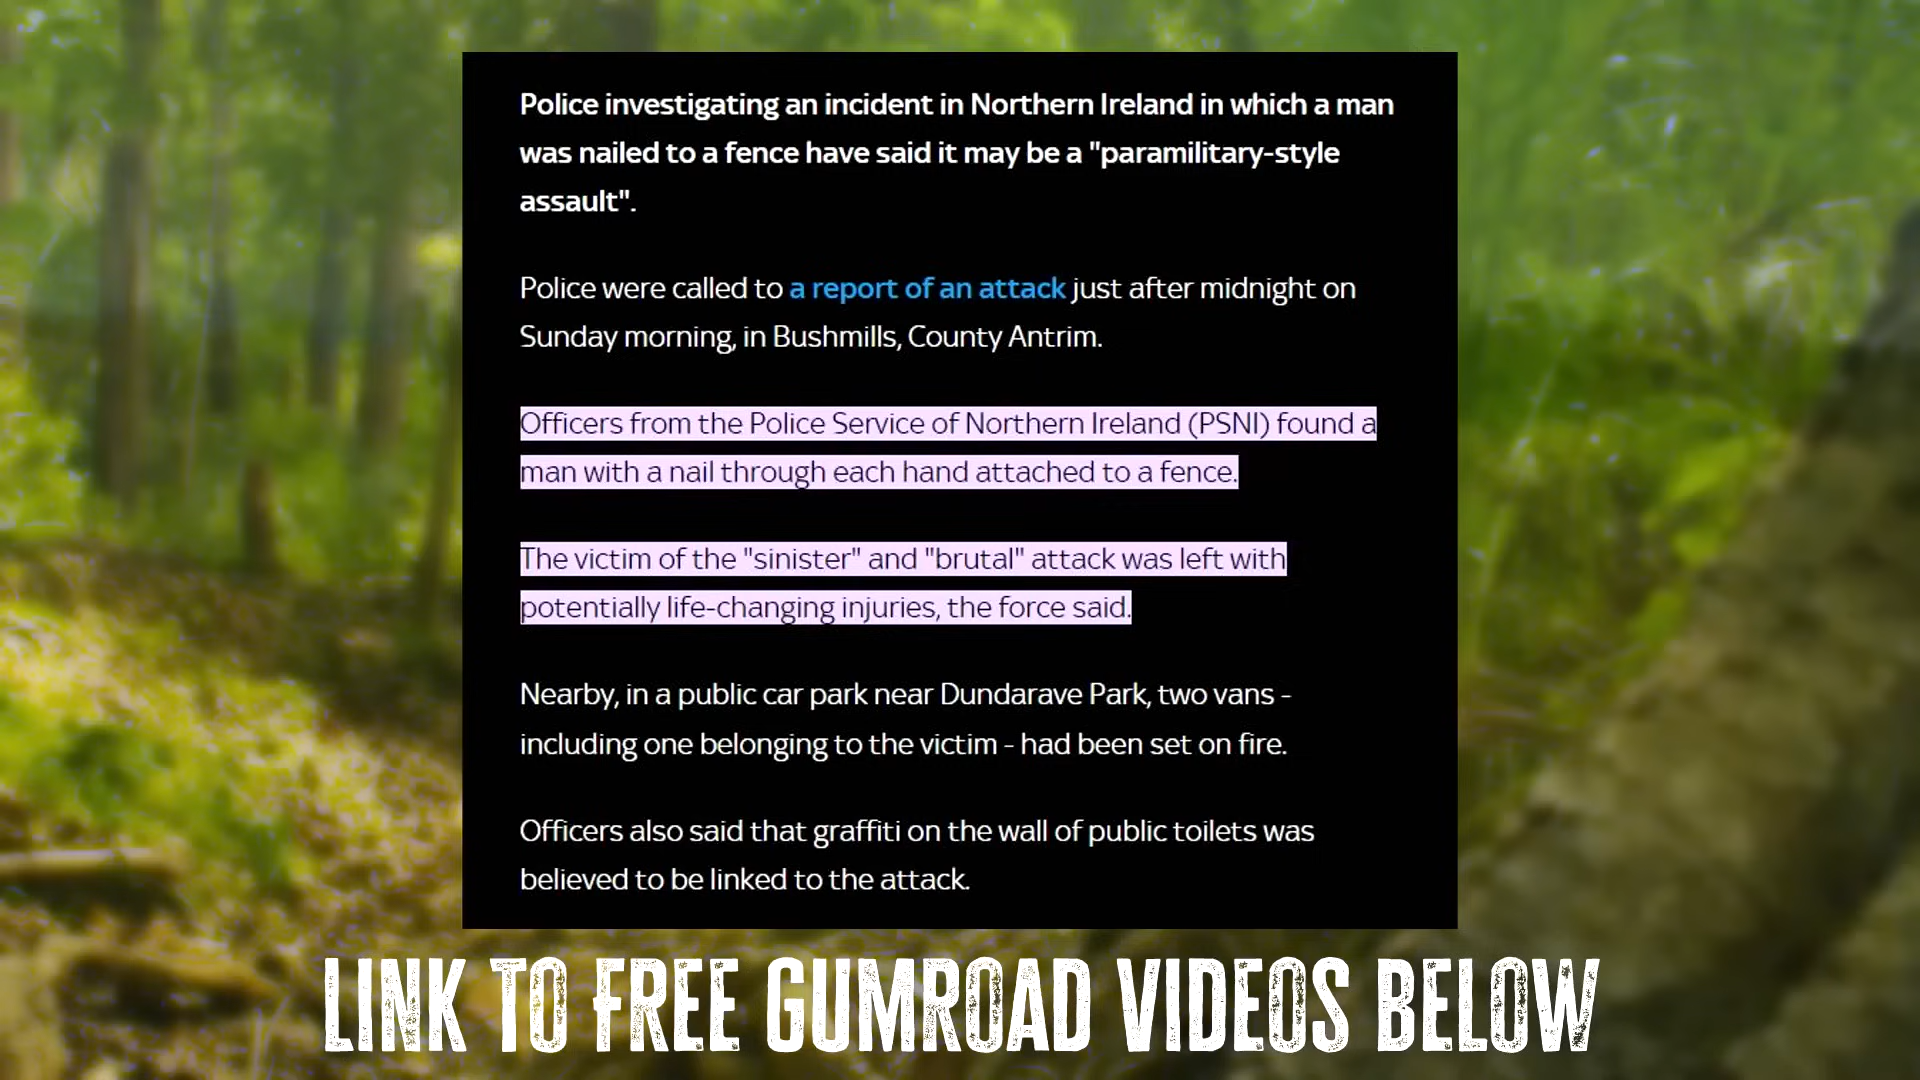 Police investigating an incident in Northern Ireland in which a man
was nailed to a fence have said it may be a "paramilitary-style
assault".
Police were called to a report of an attack just after midnight on
Sunday morning, in Bushmills, County Antrim.
Officers from the Police Service of Northern Ireland (PSNI) found a
man with a nail through each hand attached to a fence.
The victim of the "sinister" and "brutal" attack was left with
potentially life-changing injuries, the force said.
Nearby, in a public car park near Dundarave Park, two vans -
including one belonging to the victim - had been set on fire.
Officers also said that graffiti on the wall of public toilets was
believed to be linked to the attack.
LINK TO FREE GUMROAD VIDEOS BELOW